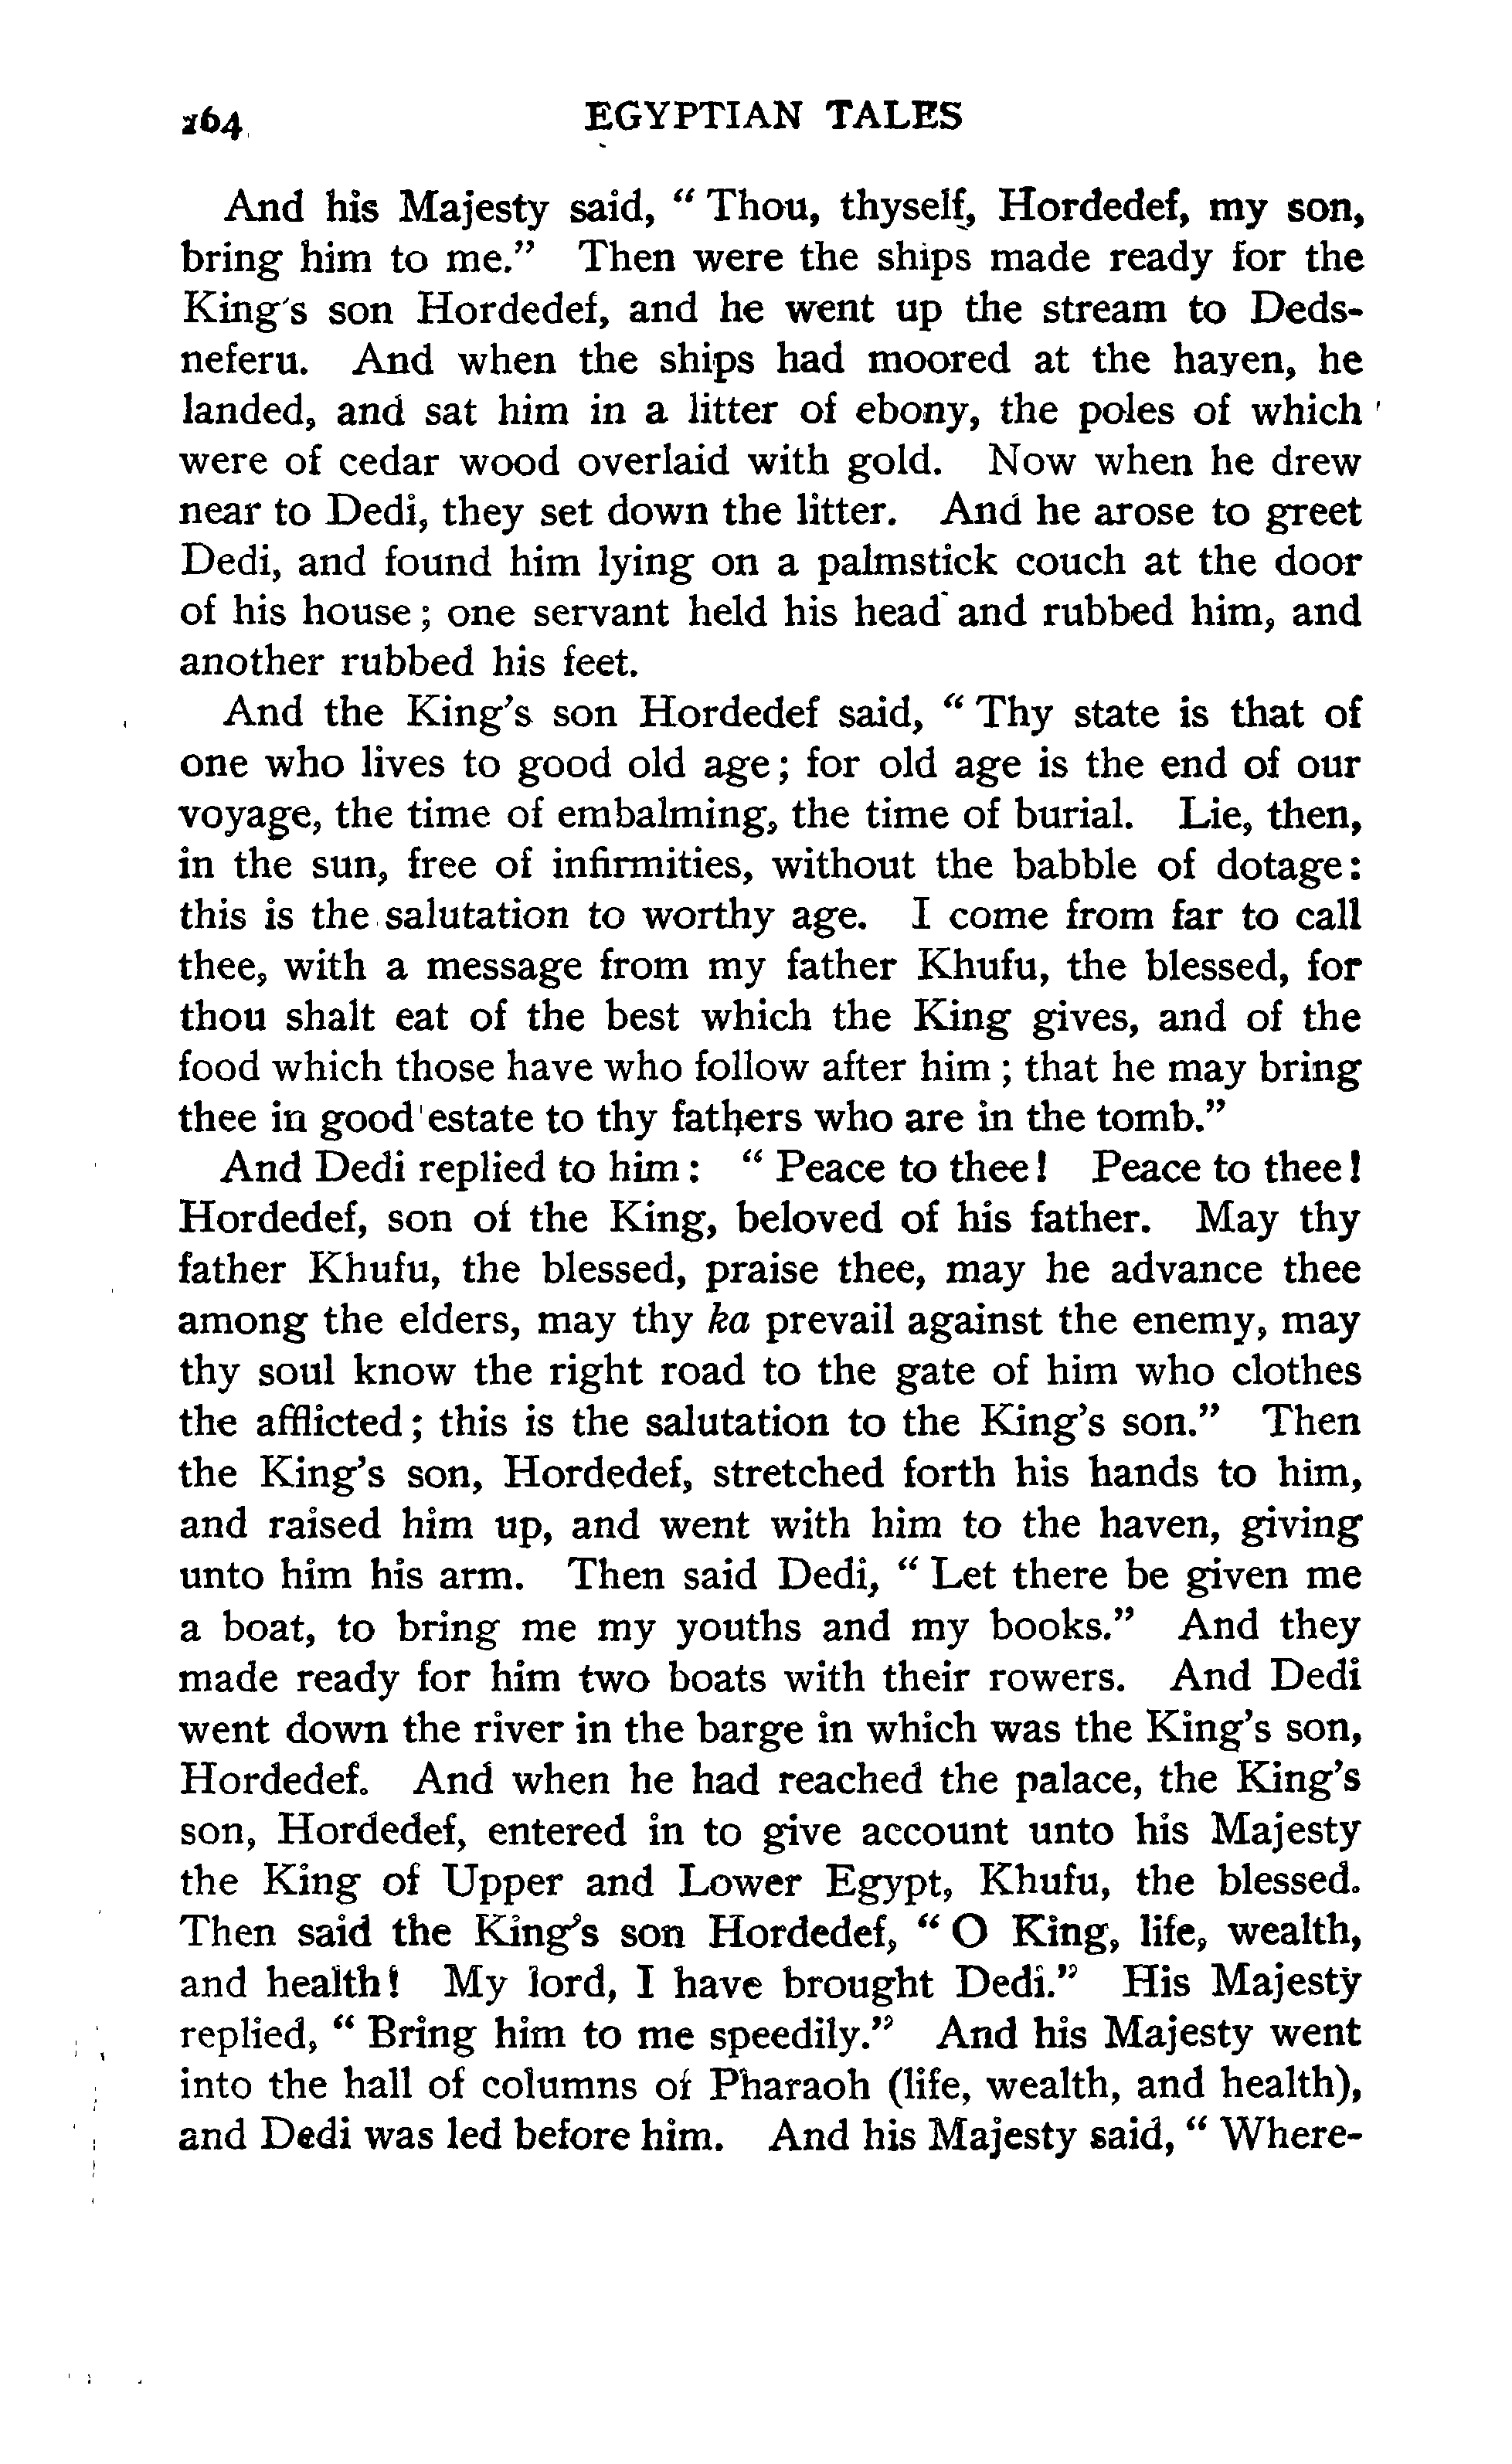 164 EGYPTIAN TALES
And his Majesty said, “ Thou, thyself, Hordedef, my son,
bring him to me.” Then were the ships made ready for the
King's son Hordedef, and he went up the stream to Deds-
neferu. And when the ships had moored at the haven, he
landed, and sat him in a litter of ebony, the poles of which
were of cedar wood overlaid with gold. Now when he drew
near to Dedi, they set down the litter. And he arose to greet
Dedi, and found him lying on a palmstick couch at the door
of his house ; one servant held his head and rubbed him, and
another rubbed his feet.
And the King’s son Hordedef said, “ Thy state is that of
one who lives to good old age ; for old age is the end of our
voyage, the time of embalming, the time of burial. Lie, then,
in the sun, free of infirmities, without the babble of dotage :
this is the salutation to worthy age. I come from far to call
thee, with a message from my father Khufu, the blessed, for
thou shalt eat of the best which the King gives, and of the
food which those have who follow after him ; that he may bring
thee in good estate to thy fathers who are in the tomb.”
And Dedi replied to him : “ Peace to thee ! Peace to thee !
Hordedef, son of the King, beloved of his father. May thy
father Khufu, the blessed, praise thee, may he advance thee
among the elders, may thy ka prevail against the enemy, may
thy soul know the right road to the gate of him who clothes
the afflicted ; this is the salutation to the King’s son.” Then
the King’s son, Hordedef, stretched forth his hands to him,
and raised him up, and went with him to the haven, giving
unto him his arm. Then said Dedi, “ Let there be given me
a boat, to bring me my youths and my books.” And they
made ready for him two boats with their rowers. And Dedi
went down the river in the barge in which was the King’s son,
Hordedef. And when he had reached the palace, the King’s
son, Hordedef, entered in to give account unto his Majesty
the King of Upper and Lower Egypt, Khufu, the blessed.
Then said the King’s son Hordedef, “ O King, life, wealth,
and health ! My lord, I have brought Dedi.” His Majesty
replied, “ Bring him to me speedily.” And his Majesty went
into the hall of columns of Pharaoh (life, wealth, and health),
and Dedi was led before him. And his Majesty said, “ Where-